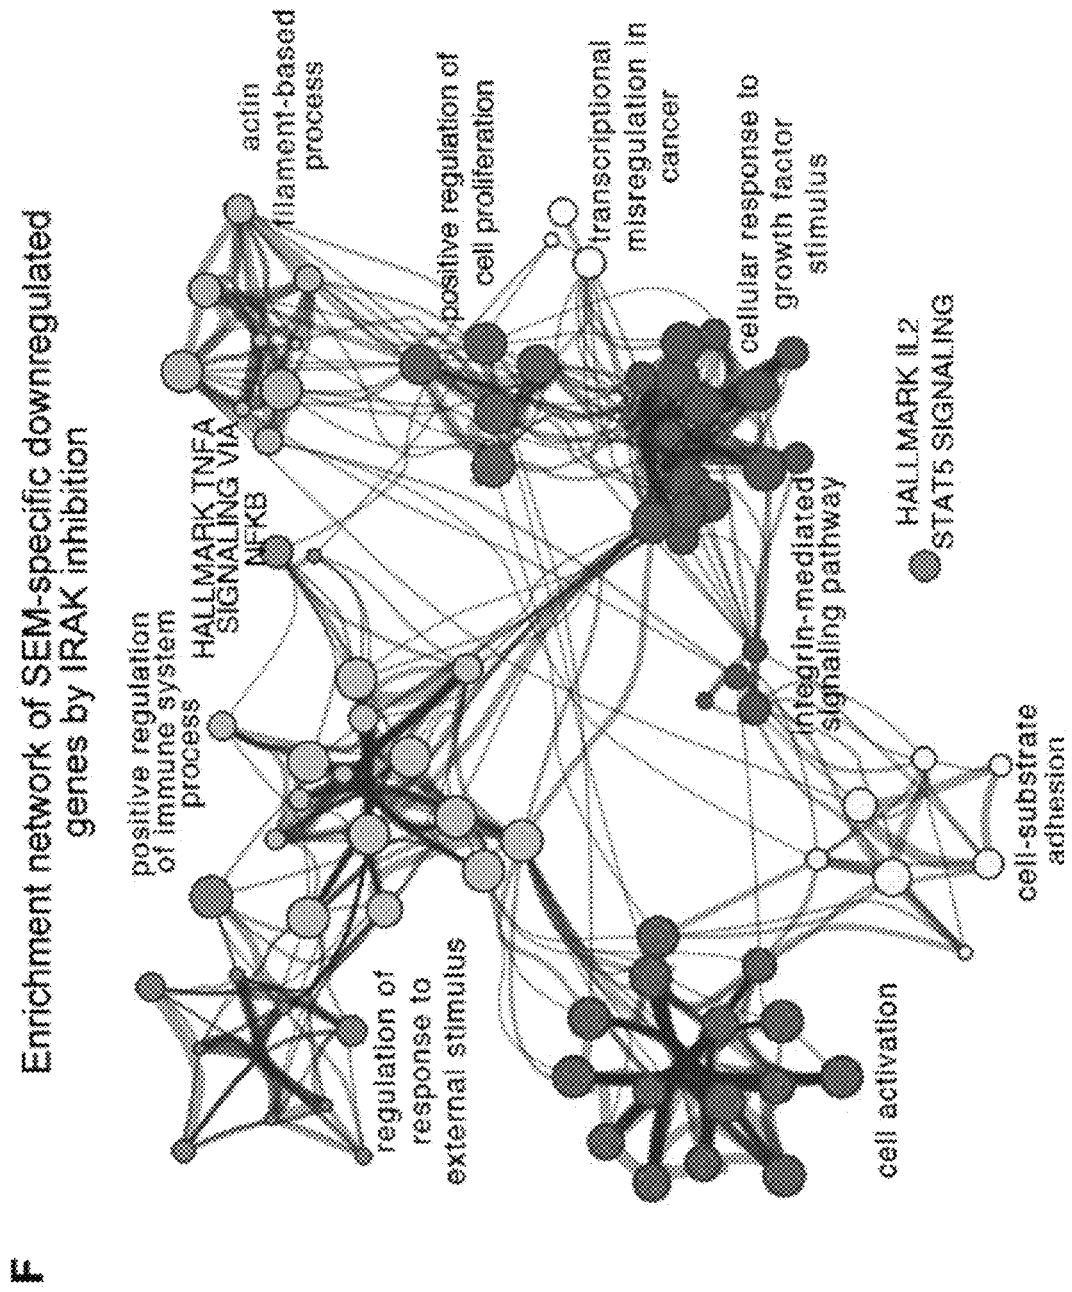 F
Enrichment network of SEM-specific downregulated
genes by IRAK inhibition
positive regulation
of immune system
process
HALLMARK TNFA
SIGNALING VIA
NFKB
actin
filament-based
process
regulation of
response to
external stimulus
positive regulation of
cell proliferation
transcriptional
misregulation in
cancer
cellular response to
growth factor
stimulus
integrin-mediated
signaling pathway
cell activation
HALLMARK IL2
STAT5 SIGNALING
cell-substrate
adhesion